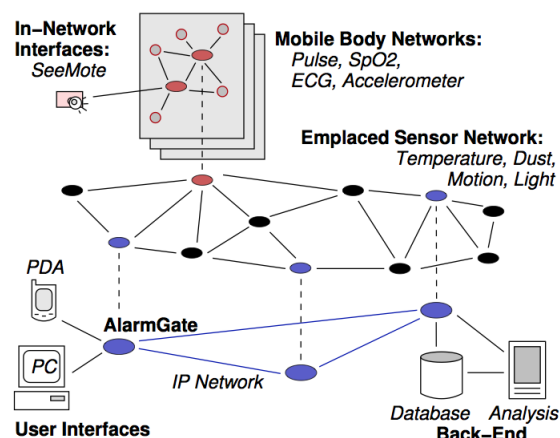 In−Network
Interfaces:
SeeMote
Mobile Body Networks:
Pulse, SpO2,
ECG, Accelerometer
Emplaced Sensor Network:
Temperature, Dust,
Motion, Light
PDA
AlarmGate
PC
IP Network
User Interfaces
Database
Analysis
Back−End